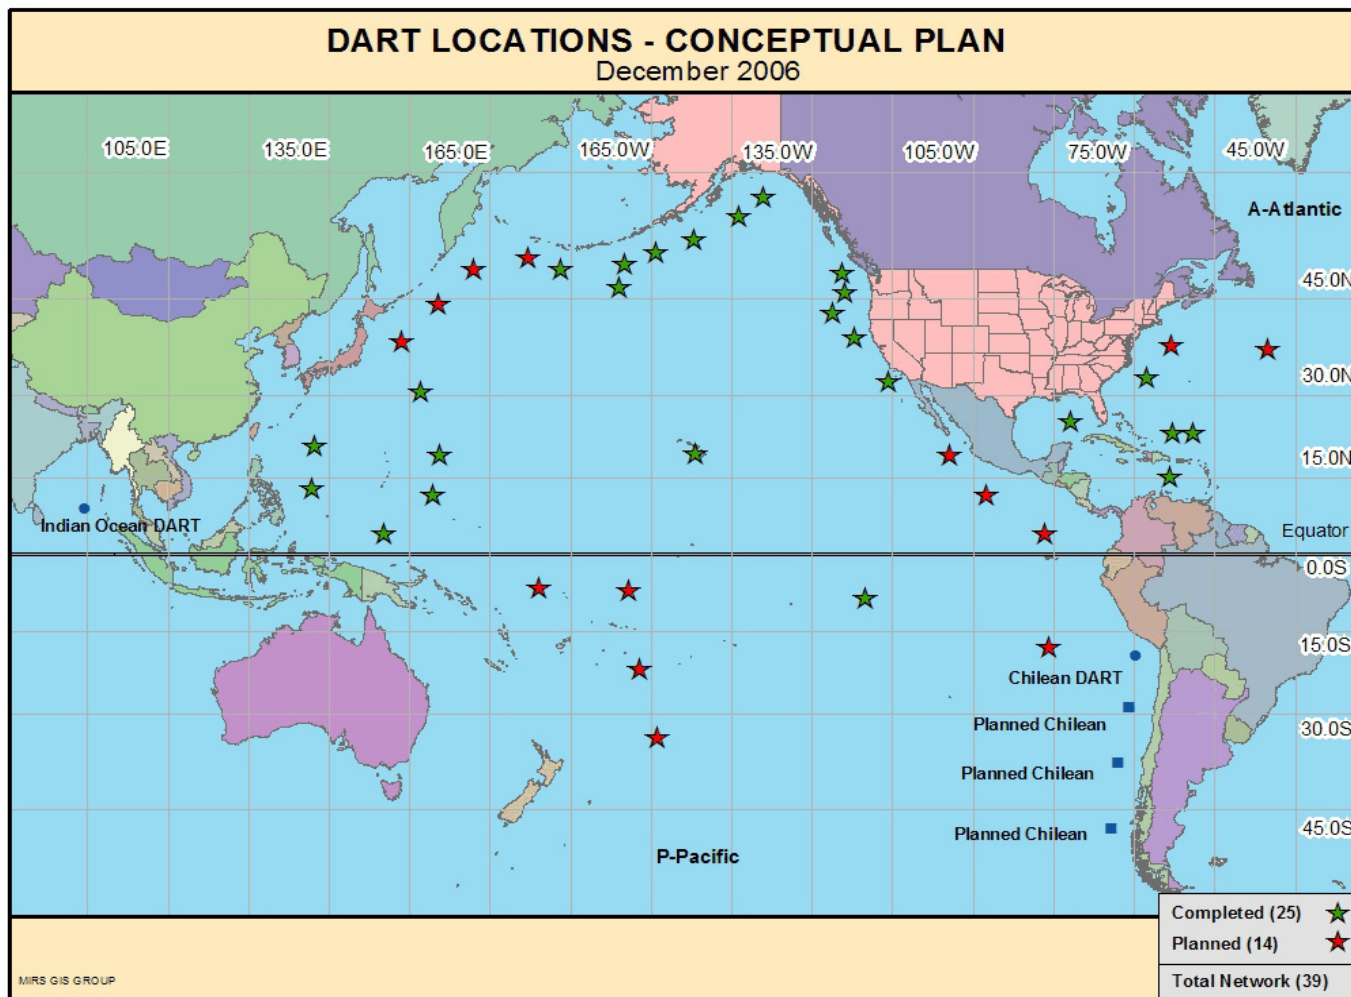 DART LOCATIONS - CONCEPTUAL PLAN
December 2006
105.0E 135.0E 165.0E 165.0W 135.0W 105.0W 75.0W 45.0W
A-Atlantic
45.0N
30.0N
15.0N
Indian Ocean DART
Equator
0.0S
15.0S
Chilean DART
Planned Chilean
30.0S
Planned Chilean
45.0S
Planned Chilean
P-Pacific
Completed (25)
Planned (14)
Total Network (39)
MIRS GIS GROUP